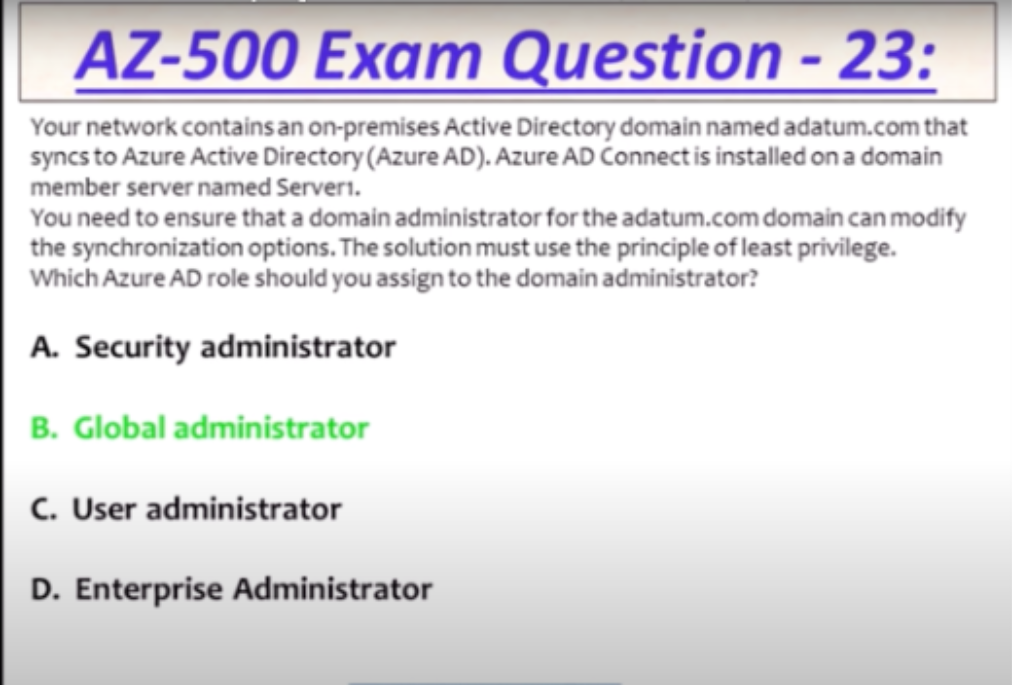 AZ-500 Exam Question - 23:
Your network contains an on-premises Active Directory domain named adatum.com that
syncs to Azure Active Directory (Azure AD). Azure AD Connect is installed on a domain
member server named Server1.
You need to ensure that a domain administrator for the adatum.com domain can modify
the synchronization options. The solution must use the principle of least privilege.
Which Azure AD role should you assign to the domain administrator?
A. Security administrator
B. Global administrator
C. User administrator
D. Enterprise Administrator